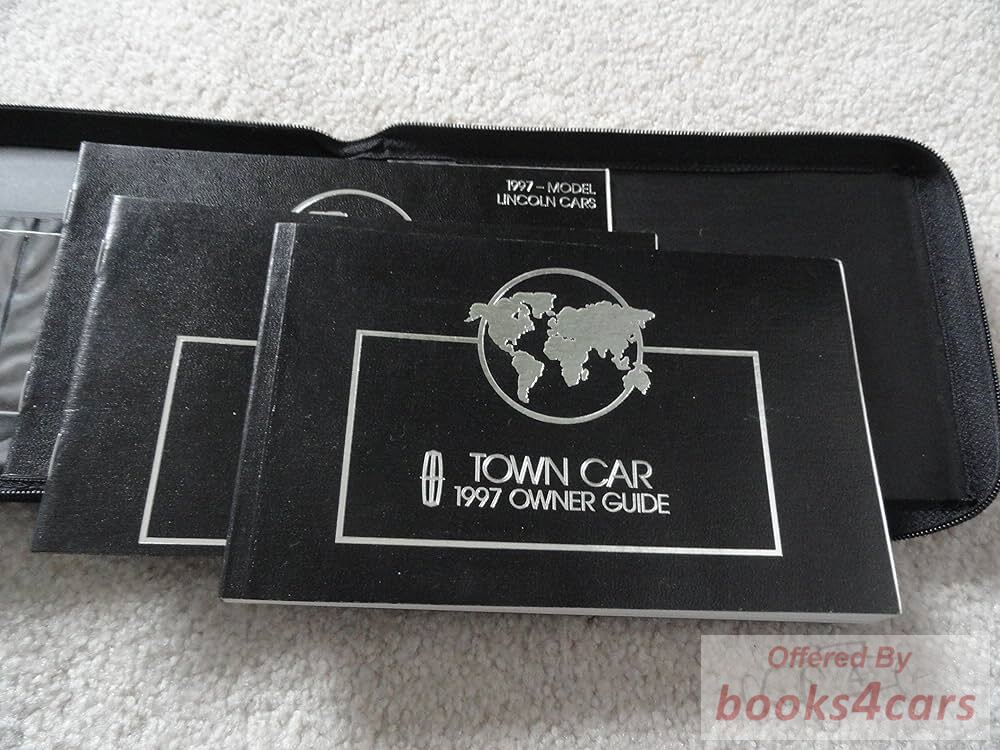 1997 – MODEL
LINCOLN CARS
TOWN CAR
1997 OWNER GUIDE
Offered By
books4cars